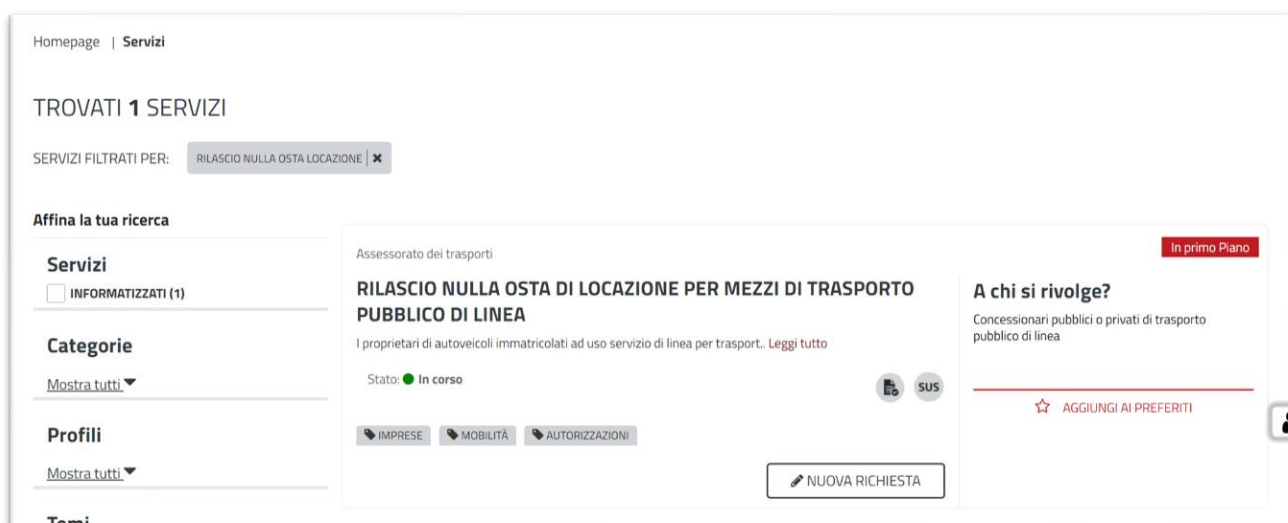 Homepage | Servizi
TROVATI 1 SERVIZI
SERVIZI FILTRATI PER: RILASCIO NULLA OSTA LOCAZIONE | ✖
Affina la tua ricerca
Servizi
INFORMATIZZATI (1)
Categorie
Mostra tutti
Profili
Mostra tutti
Temi
Assessorato dei trasporti
In primo Piano
RILASCIO NULLA OSTA DI LOCAZIONE PER MEZZI DI TRASPORTO
PUBBLICO DI LINEA
I proprietari di autoveicoli immatricolati ad uso servizio di linea per trasport.. Leggi tutto
Stato: In corso
SUS
IMPRESE MOBILITÀ AUTORIZZAZIONI
NUOVA RICHIESTA
A chi si rivolge?
Concessionari pubblici o privati di trasporto
pubblico di linea
AGGIUNGI AI PREFERITI